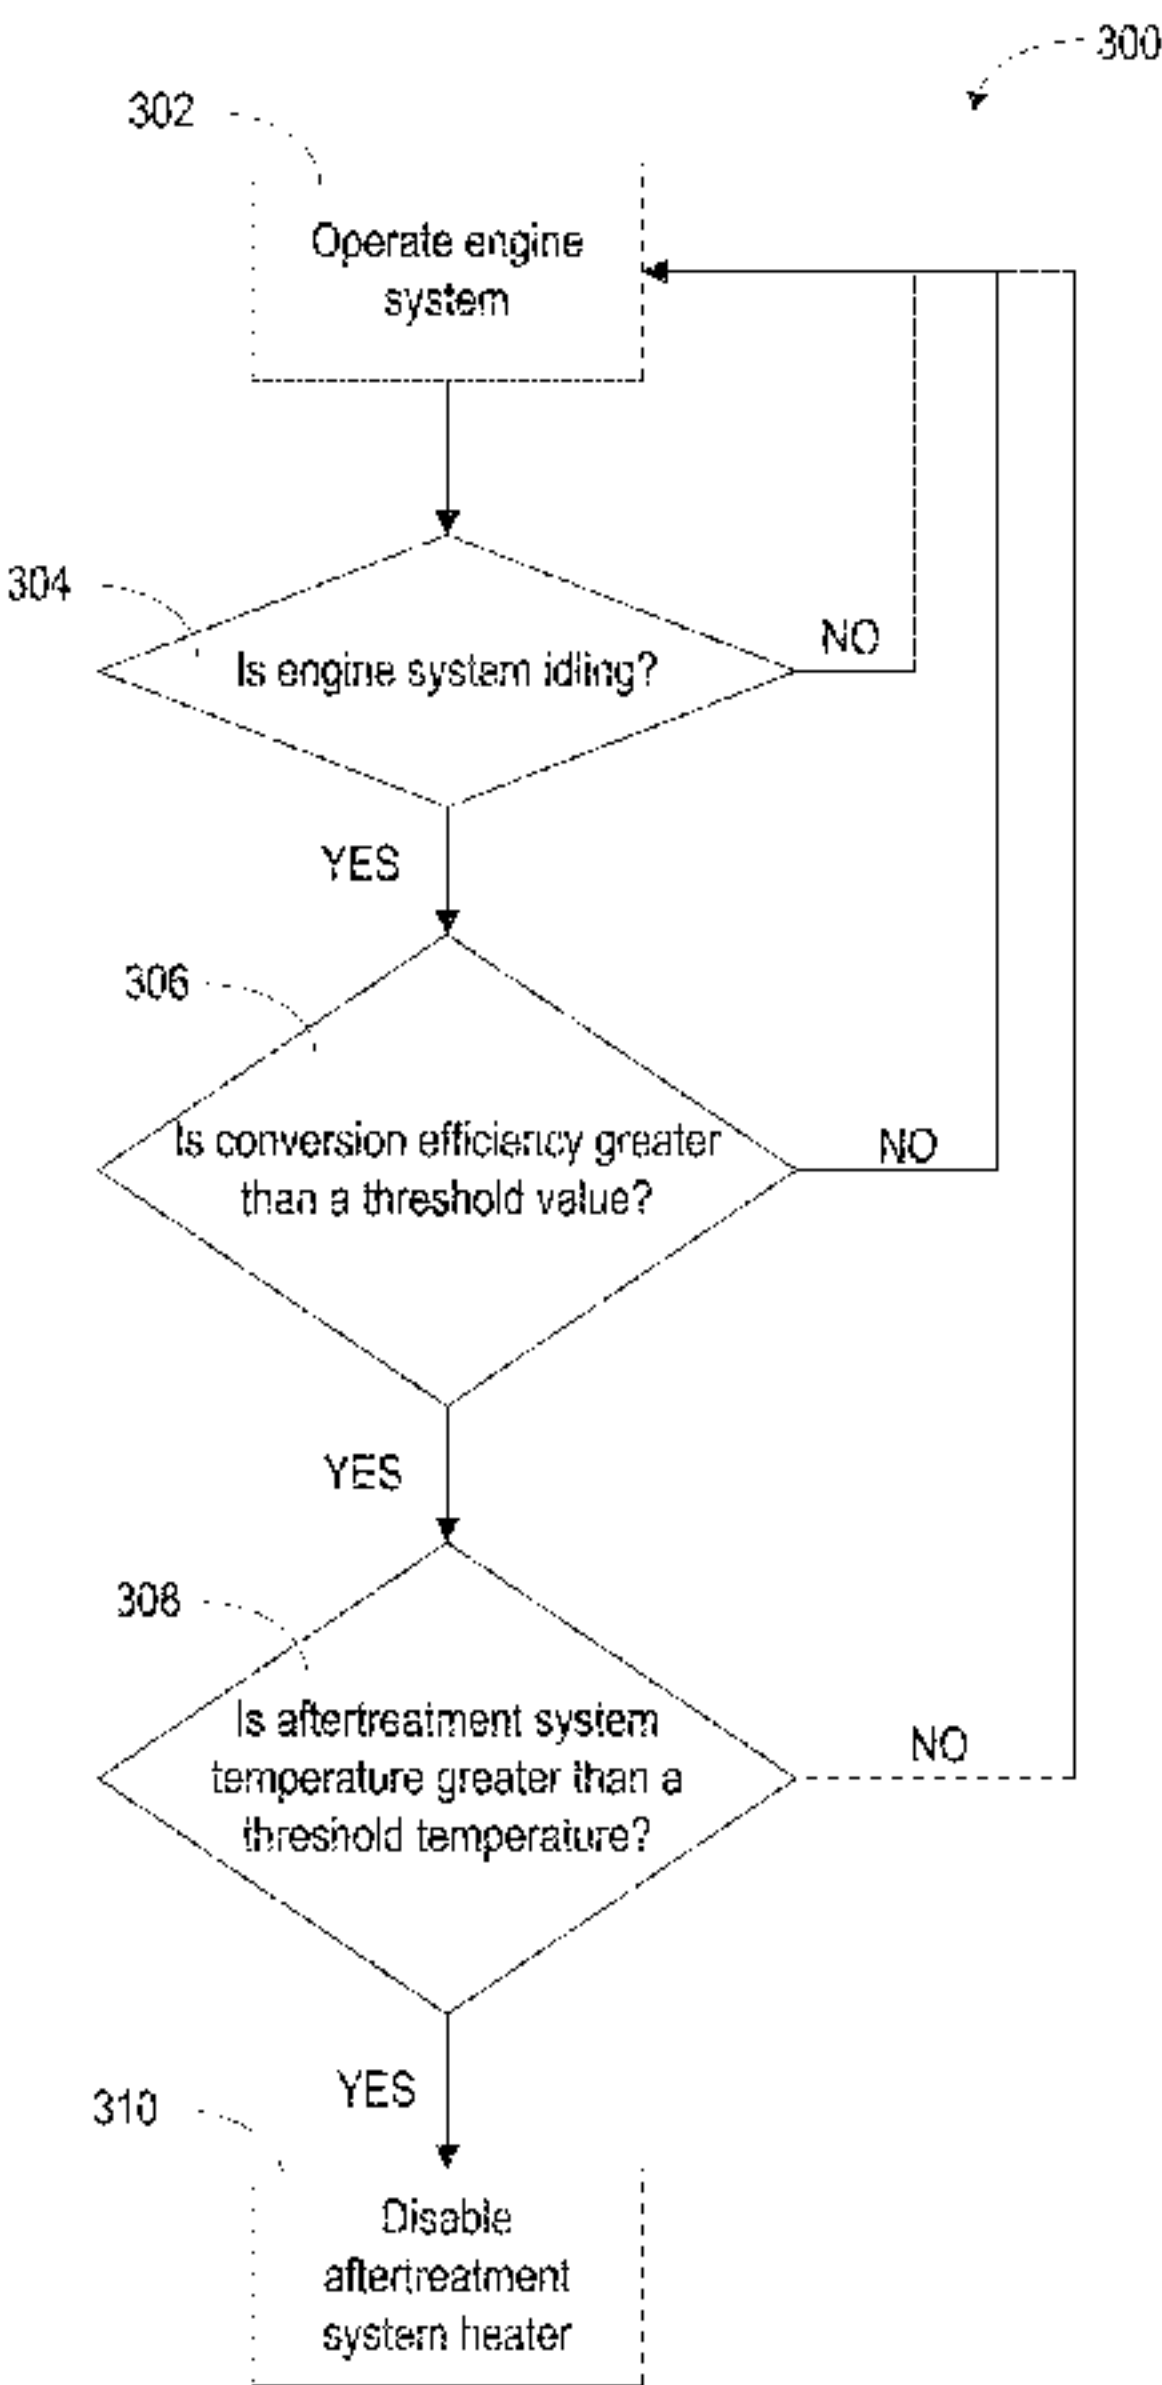 300
302
Operate engine
system
304
Is engine system idling?
NO
YES
306
Is conversion efficiency greater
than a threshold value?
NO
YES
308
Is aftertreatment system
temperature greater than a
threshold temperature?
NO
YES
310
Disable
aftertreatment
system heater